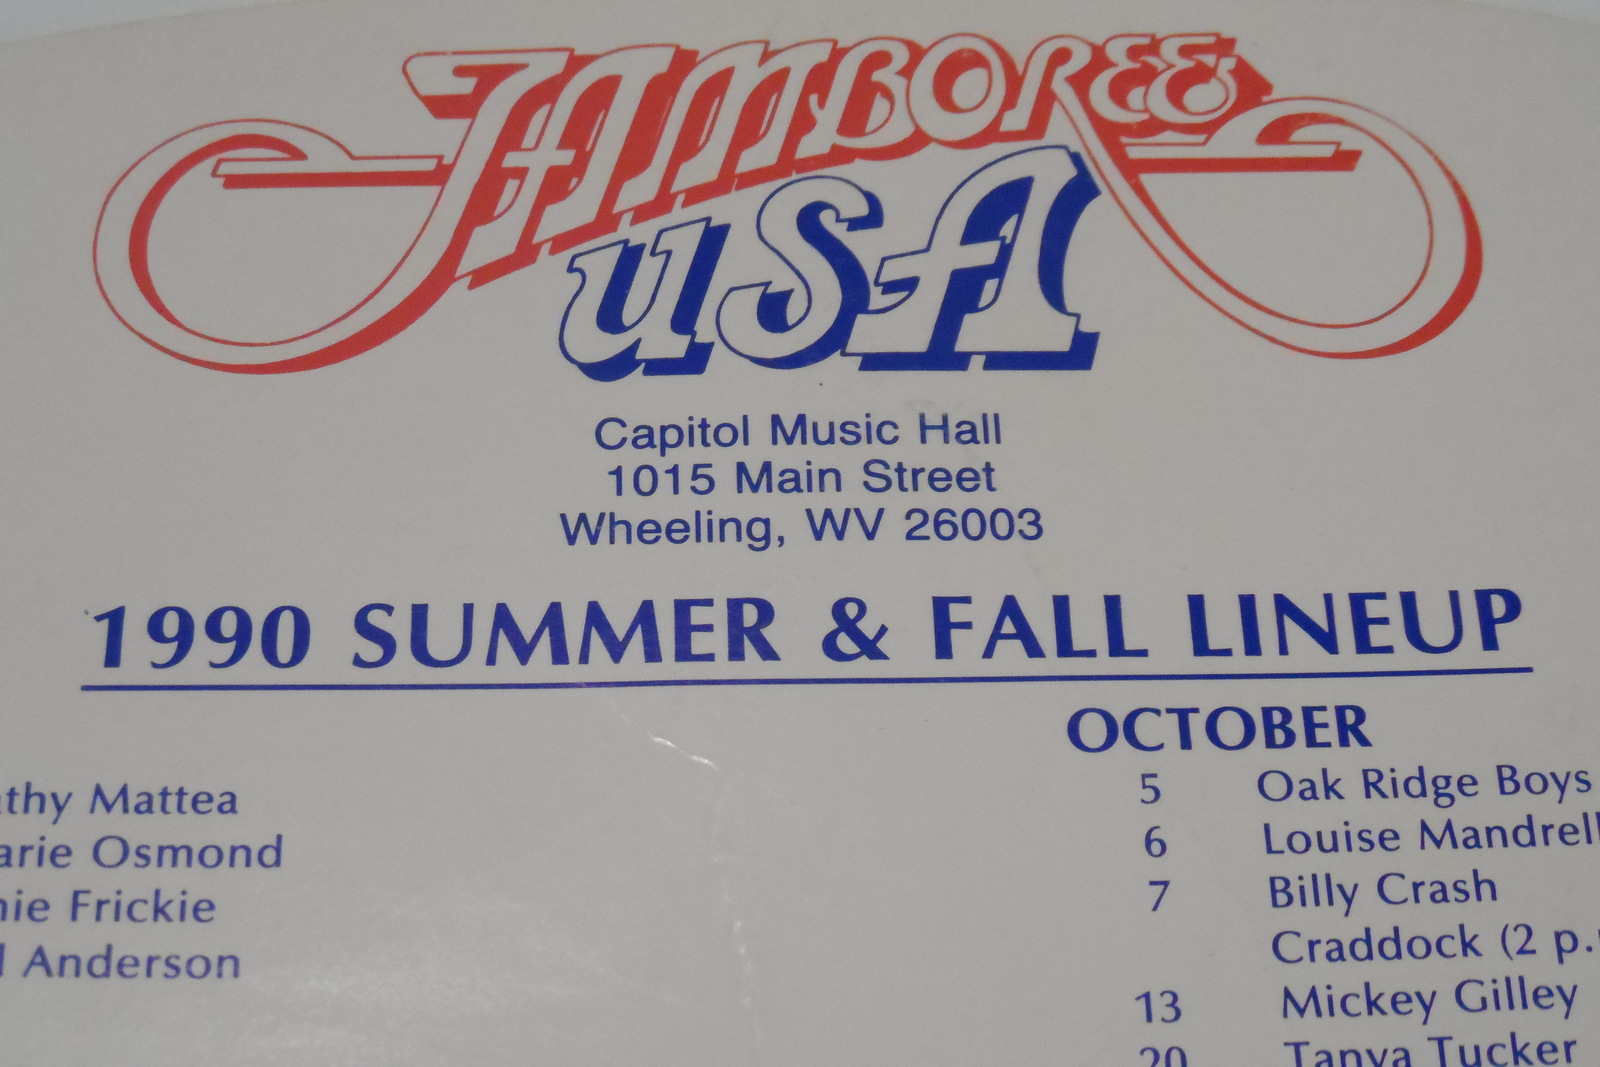 JAMBOREE
USA
Capitol Music Hall
1015 Main Street
Wheeling, WV 26003
1990 SUMMER & FALL LINEUP
athy Mattea
arie Osmond
nie Frickie
l Anderson
OCTOBER
5 Oak Ridge Boys
6 Louise Mandrell
7 Billy Crash
Craddock (2 p.
13 Mickey Gilley
20 Tanya Tucker